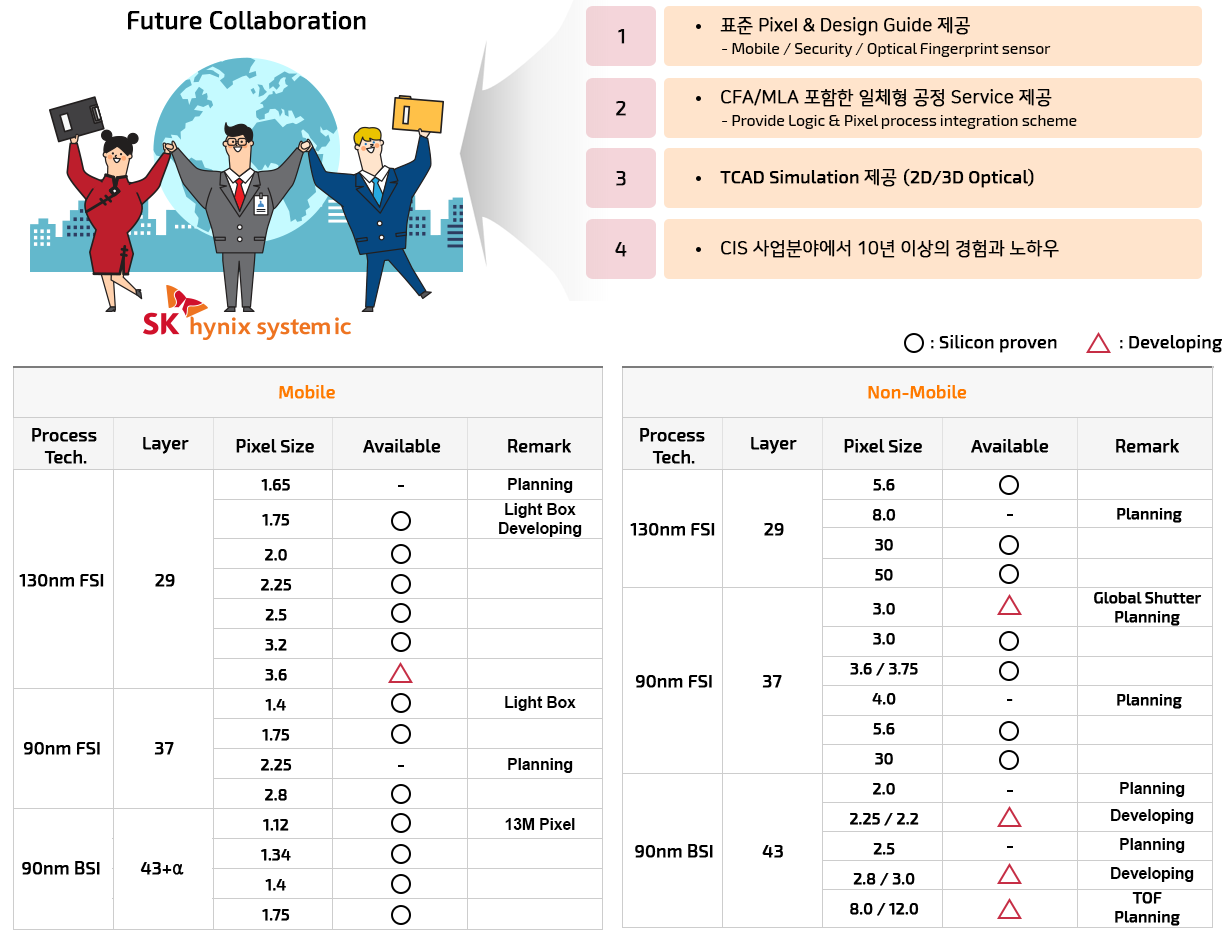 Future Collaboration
SK hynix system ic
1
• 표준 Pixel & Design Guide 제공
- Mobile / Security / Optical Fingerprint sensor
2
• CFA/MLA 포함한 일체형 공정 Service 제공
- Provide Logic & Pixel process integration scheme
3
• TCAD Simulation 제공 (2D/3D Optical)
4
• CIS 사업분야에서 10년 이상의 경험과 노하우
○ : Silicon proven △ : Developing
Mobile
Process Tech. Layer Pixel Size Available Remark
130nm FSI 29
1.65 - Planning
1.75 ○ Light Box Developing
2.0 ○
2.25 ○
2.5 ○
3.2 ○
3.6 △
90nm FSI 37
1.4 ○ Light Box
1.75 ○
2.25 - Planning
2.8 ○
90nm BSI 43+α
1.12 ○ 13M Pixel
1.34 ○
1.4 ○
1.75 ○
Non-Mobile
Process Tech. Layer Pixel Size Available Remark
130nm FSI 29
5.6 ○
8.0 - Planning
30 ○
50 ○
90nm FSI 37
3.0 △ Global Shutter Planning
3.0 ○
3.6 / 3.75 ○
4.0 - Planning
5.6 ○
30 ○
90nm BSI 43
2.0 - Planning
2.25 / 2.2 △ Developing
2.5 - Planning
2.8 / 3.0 △ Developing
8.0 / 12.0 △ TOF Planning